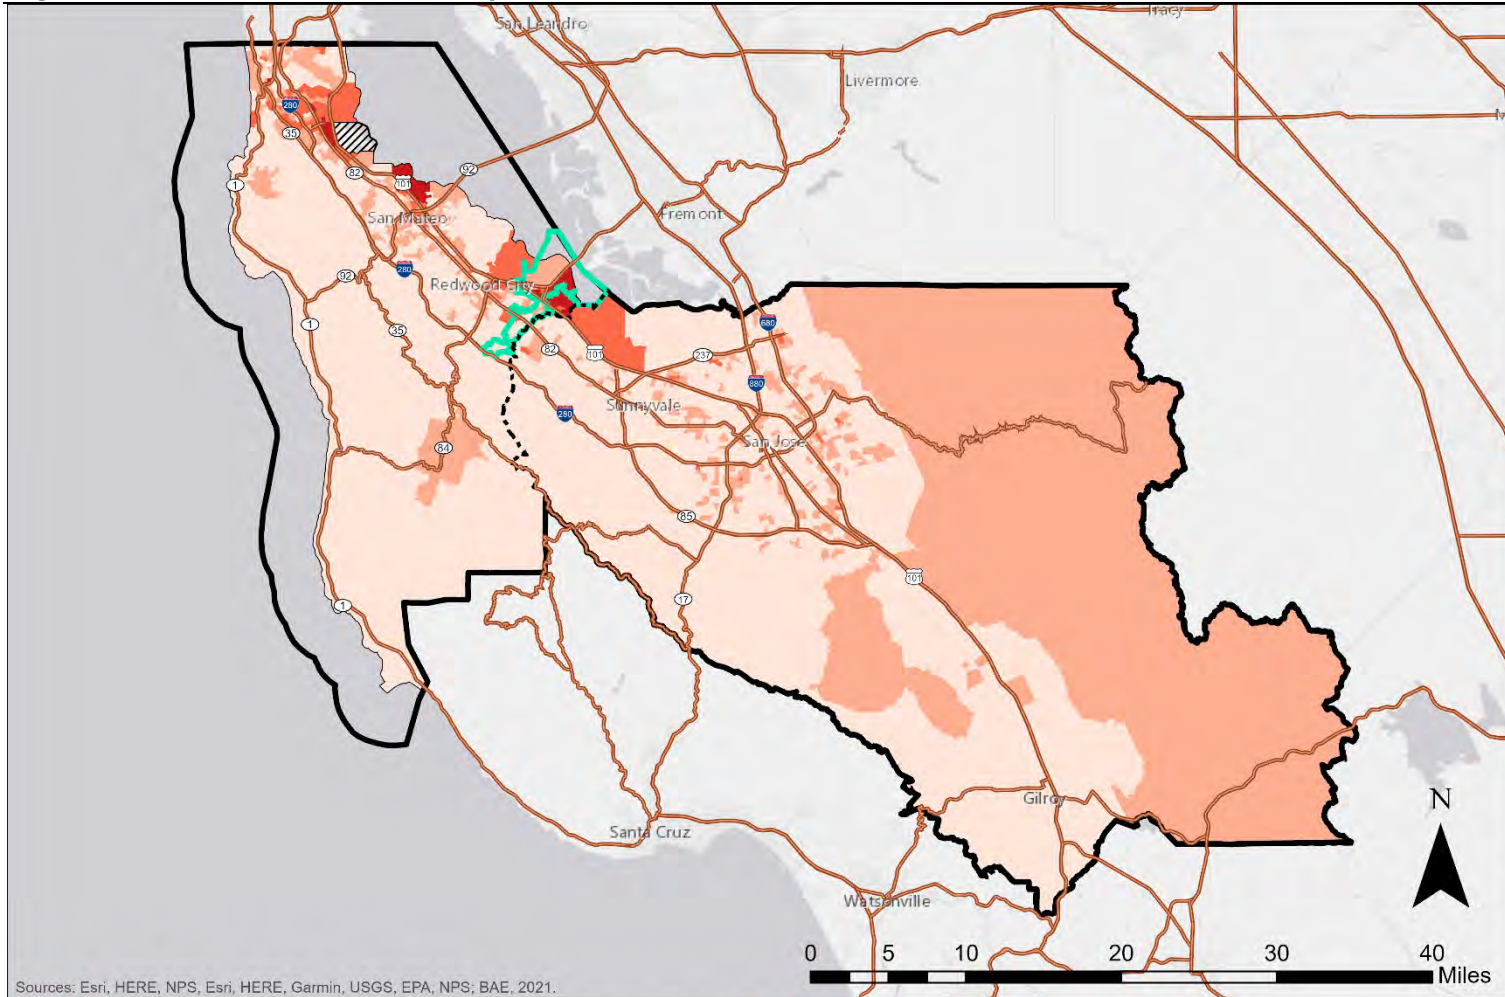 San Leandro
Tracy
Livermore
280
35
82
101
92
1
San Mateo
Fremont
280
92
Redwood City
1
35
82
101
237
680
880
280
Sunnyvale
San Jose
84
85
101
1
17
Gilroy
Santa Cruz
Watsonville
N
0 5 10 20 30 40
Miles
Sources: Esri, HERE, NPS, Esri, HERE, Garmin, USGS, EPA, NPS; BAE, 2021.